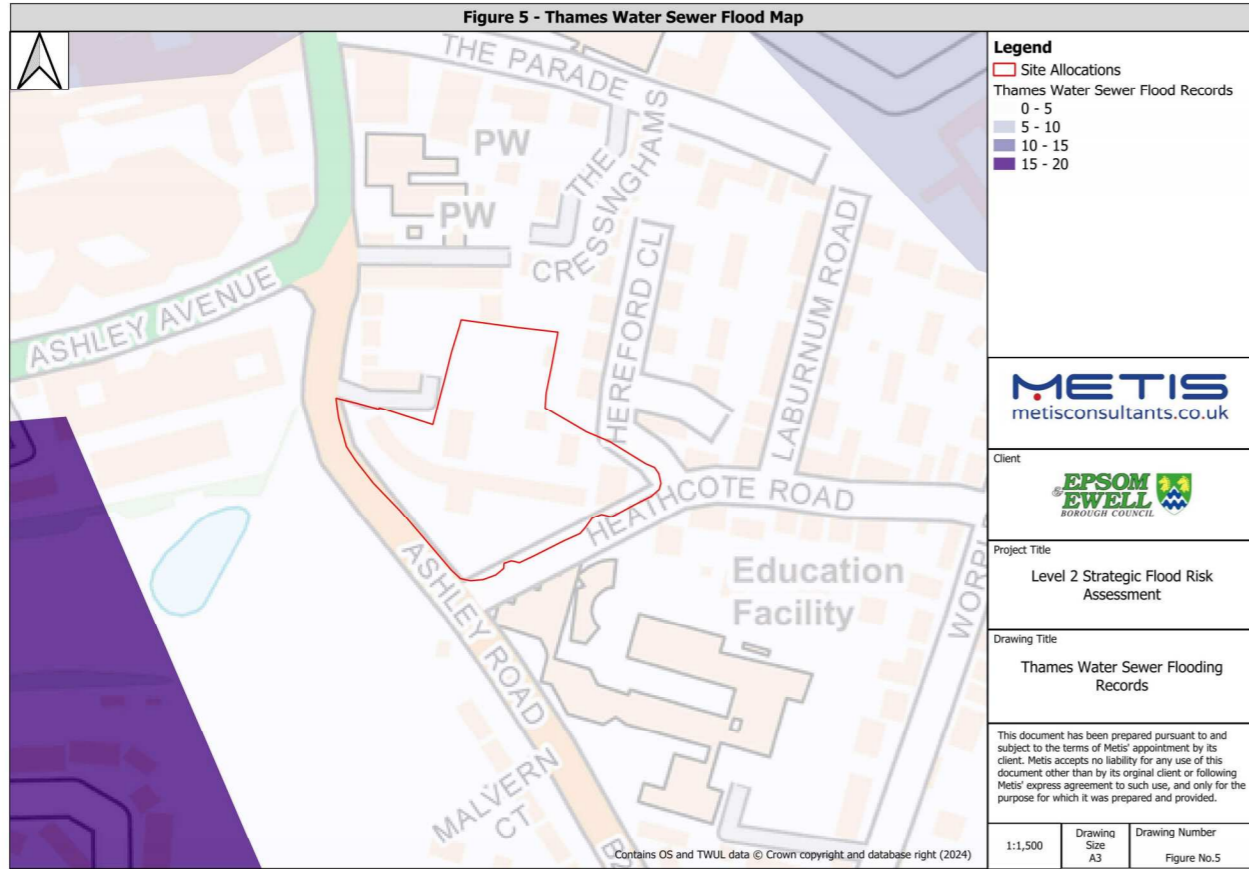 Figure 5 - Thames Water Sewer Flood Map
THE PARADE
PW
PW
THE
CRESSINGHAMS
HEREFORD CL
LABURNUM ROAD
ASHLEY AVENUE
HEATHCOTE ROAD
ASHLEY ROAD
Education
Facility
WORPL
MALVERN
CT
B2
Contains OS and TWUL data © Crown copyright and database right (2024)
Legend
Site Allocations
Thames Water Sewer Flood Records
0 - 5
5 - 10
10 - 15
15 - 20
METIS
metisconsultants.co.uk
Client
EPSOM
& EWELL
BOROUGH COUNCIL
Project Title
Level 2 Strategic Flood Risk
Assessment
Drawing Title
Thames Water Sewer Flooding
Records
This document has been prepared pursuant to and
subject to the terms of Metis' appointment by its
client. Metis accepts no liability for any use of this
document other than by its orginal client or following
Metis' express agreement to such use, and only for the
purpose for which it was prepared and provided.
1:1,500
Drawing
Size
A3
Drawing Number
Figure No.5